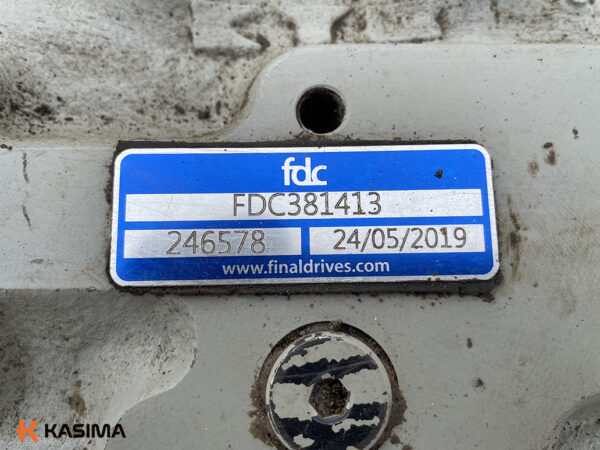 fdc
FDC381413
246578 24/05/2019
www.finaldrives.com
KASIMA